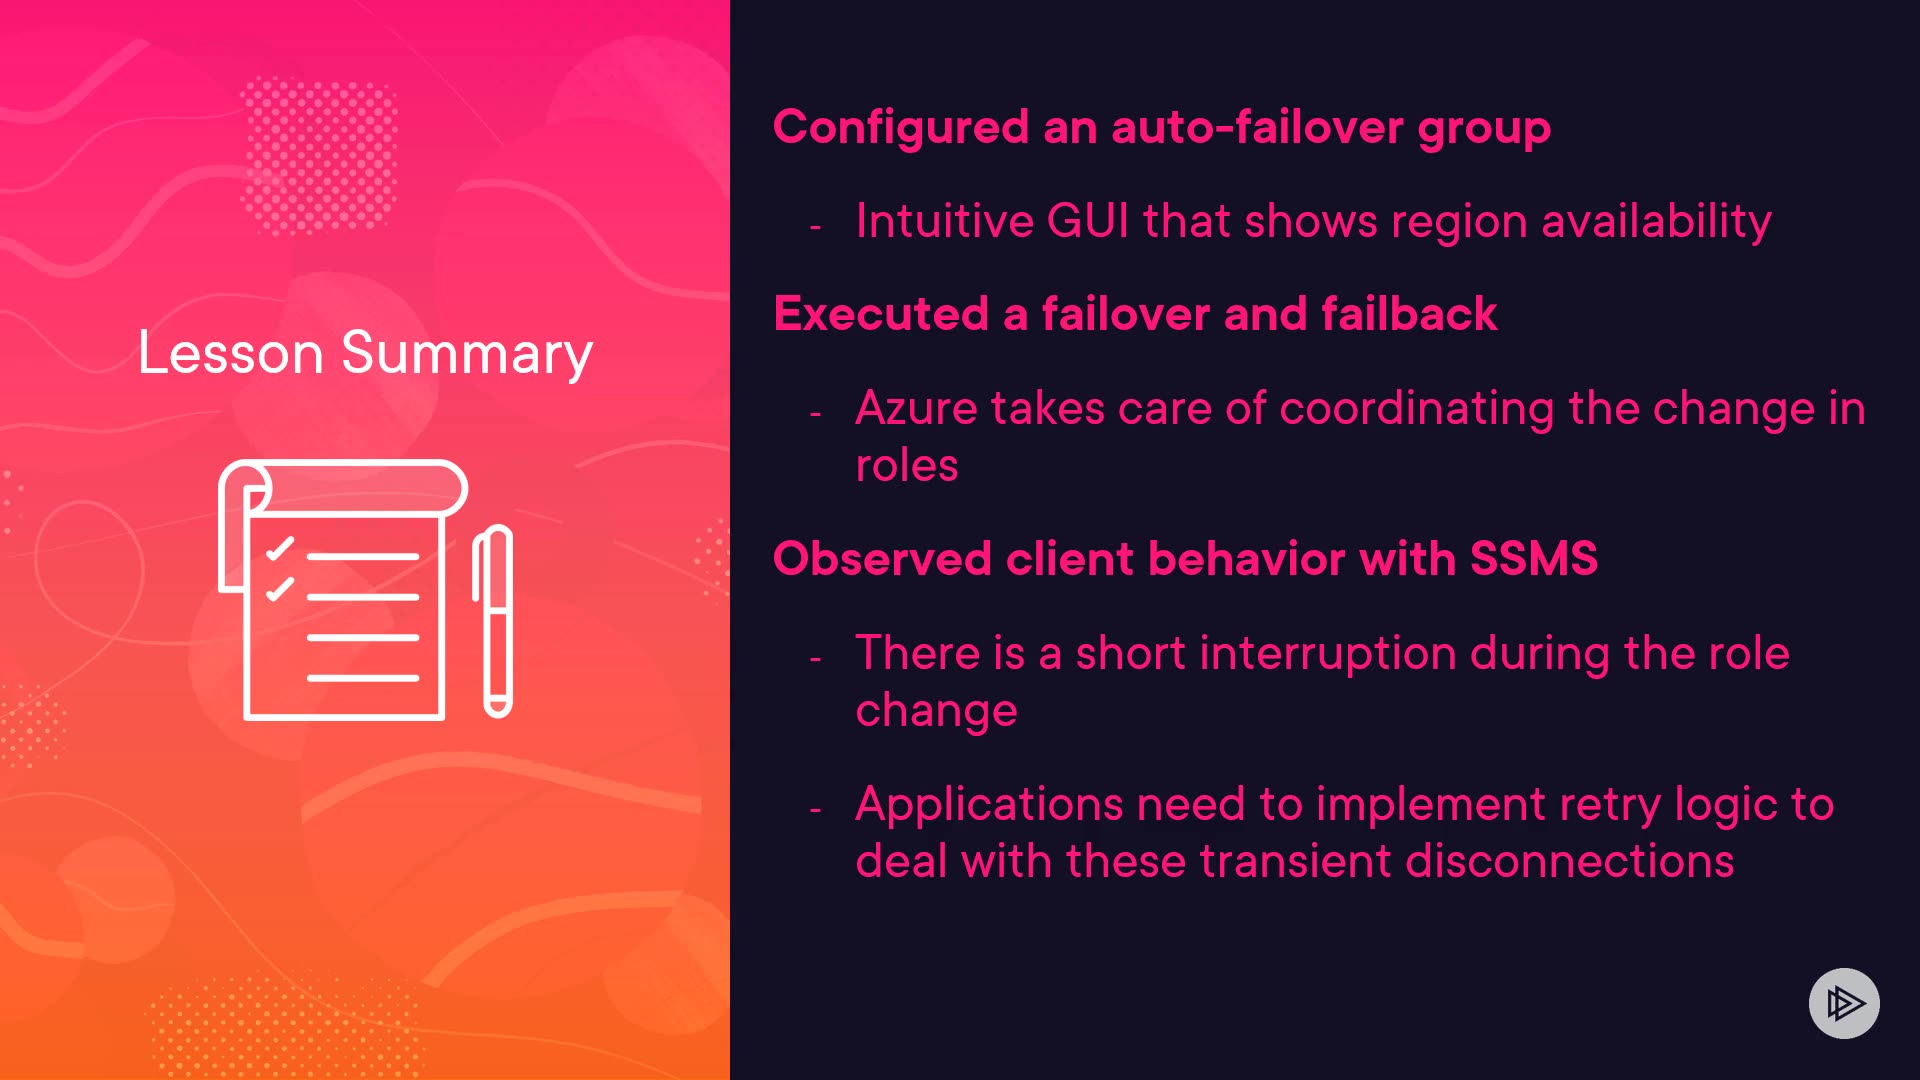 Lesson Summary
Configured an auto-failover group
- Intuitive GUI that shows region availability
Executed a failover and failback
- Azure takes care of coordinating the change in
roles
Observed client behavior with SSMS
- There is a short interruption during the role
change
- Applications need to implement retry logic to
deal with these transient disconnections